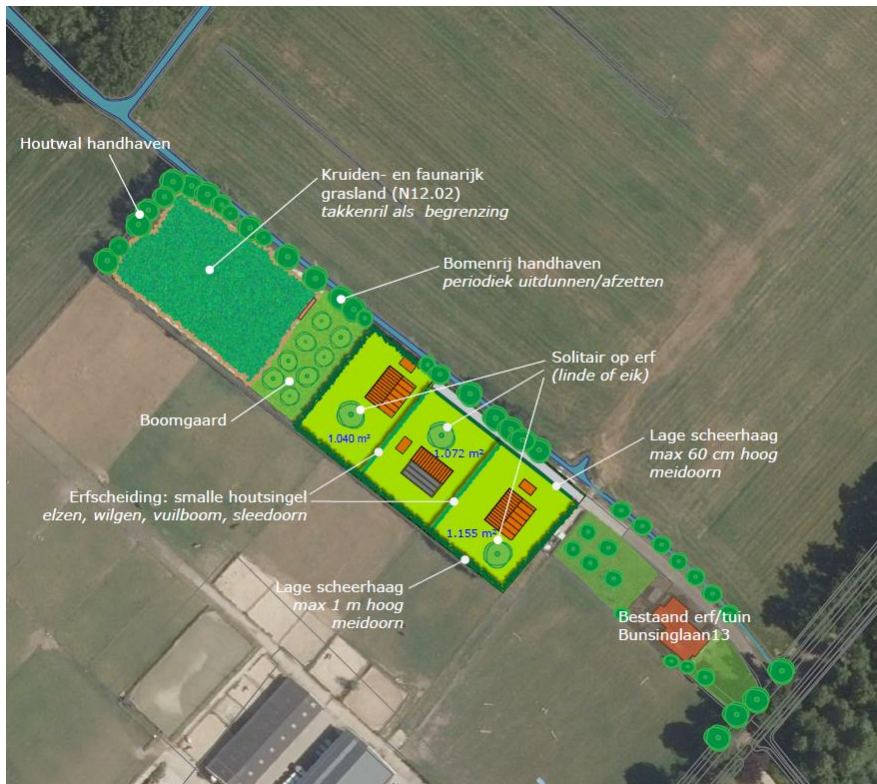 Houtwal handhaven
Kruiden- en faunarijk
grasland (N12.02)
takkenril als begrenzing
Bomenrij handhaven
periodiek uitdunnen/afzetten
Solitair op erf
(linde of eik)
Boomgaard
1.040 m²
1.072 m²
Lage scheerhaag
max 60 cm hoog
meidoorn
Erfscheiding: smalle houtsingel
elzen, wilgen, vuilboom, sleedoorn
1.155 m²
Lage scheerhaag
max 1 m hoog
meidoorn
Bestaand erf/tuin
Bunsinglaan13